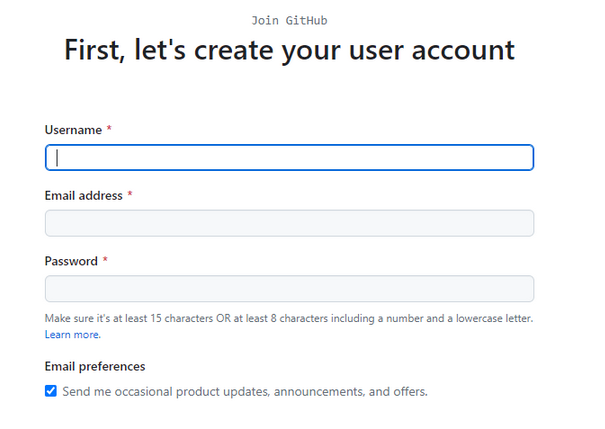 Join GitHub
First, let's create your user account
Username *
Email address *
Password *
Make sure it's at least 15 characters OR at least 8 characters including a number and a lowercase letter.
Learn more.
Email preferences
Send me occasional product updates, announcements, and offers.